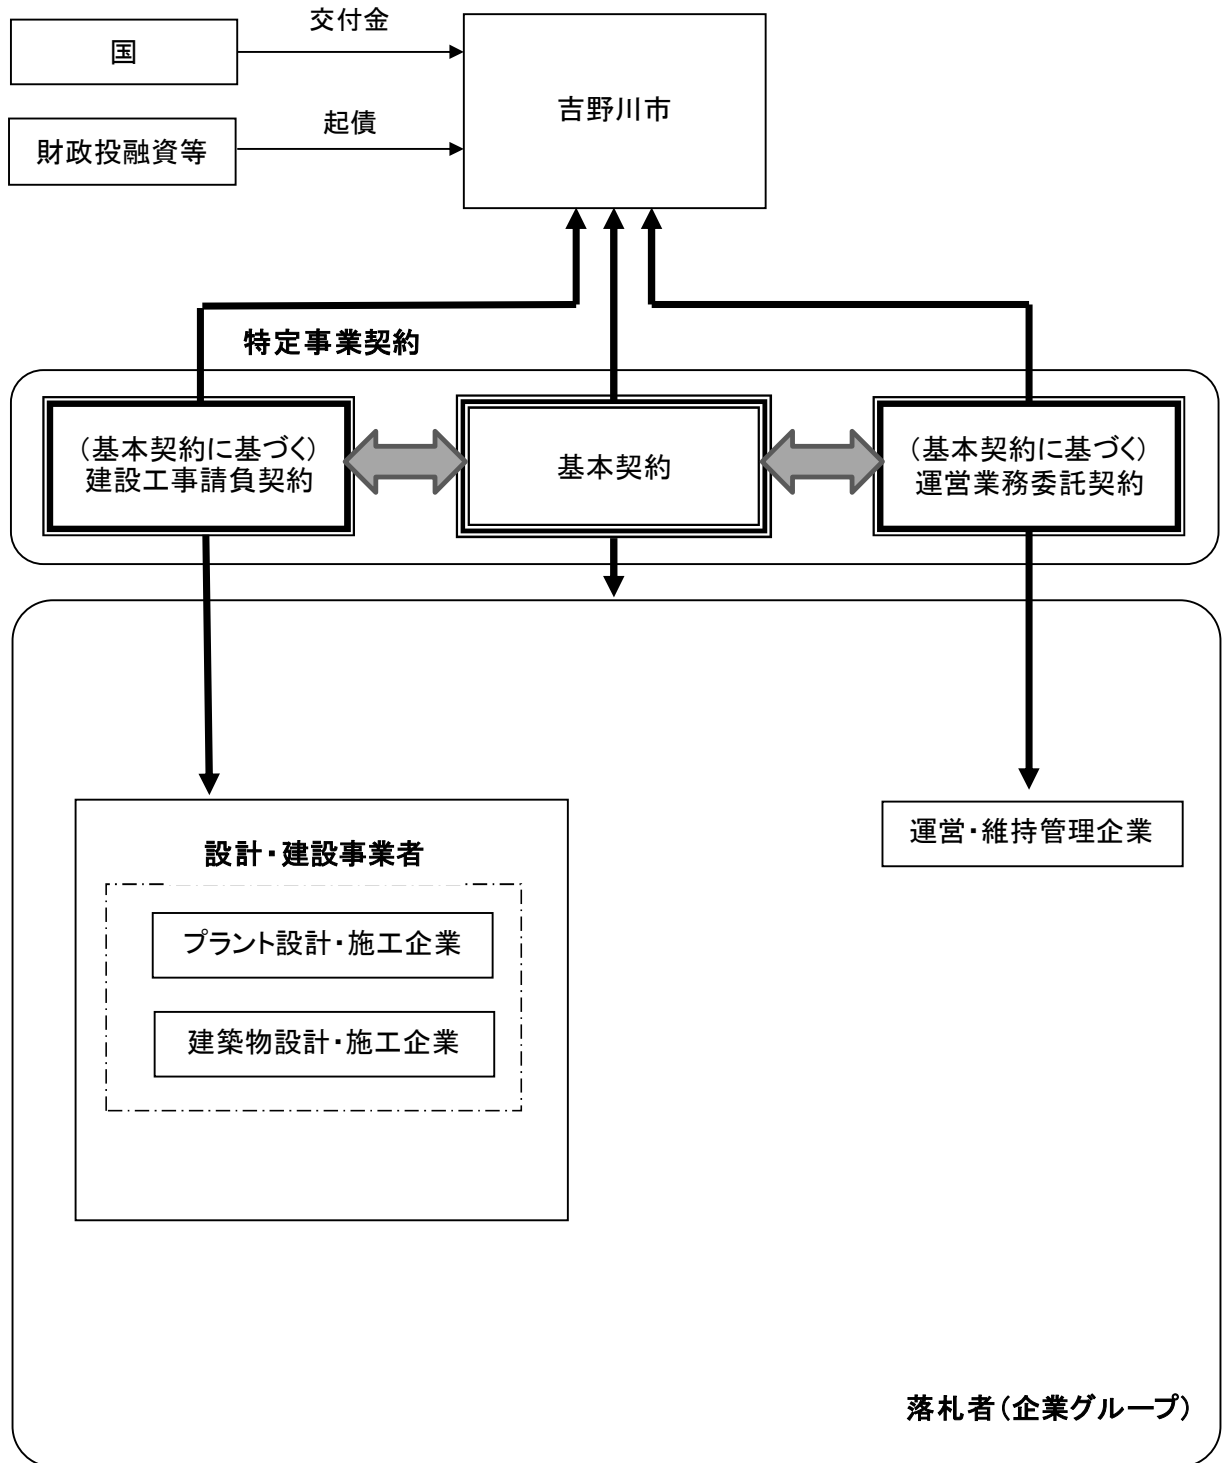 交付金
国
吉野川市
起債
財政投融資等
特定事業契約
（基本契約に基づく）
建設工事請負契約
基本契約
（基本契約に基づく）
運営業務委託契約
設計・建設事業者
プラント設計・施工企業
建築物設計・施工企業
運営・維持管理企業
落札者（企業グループ）